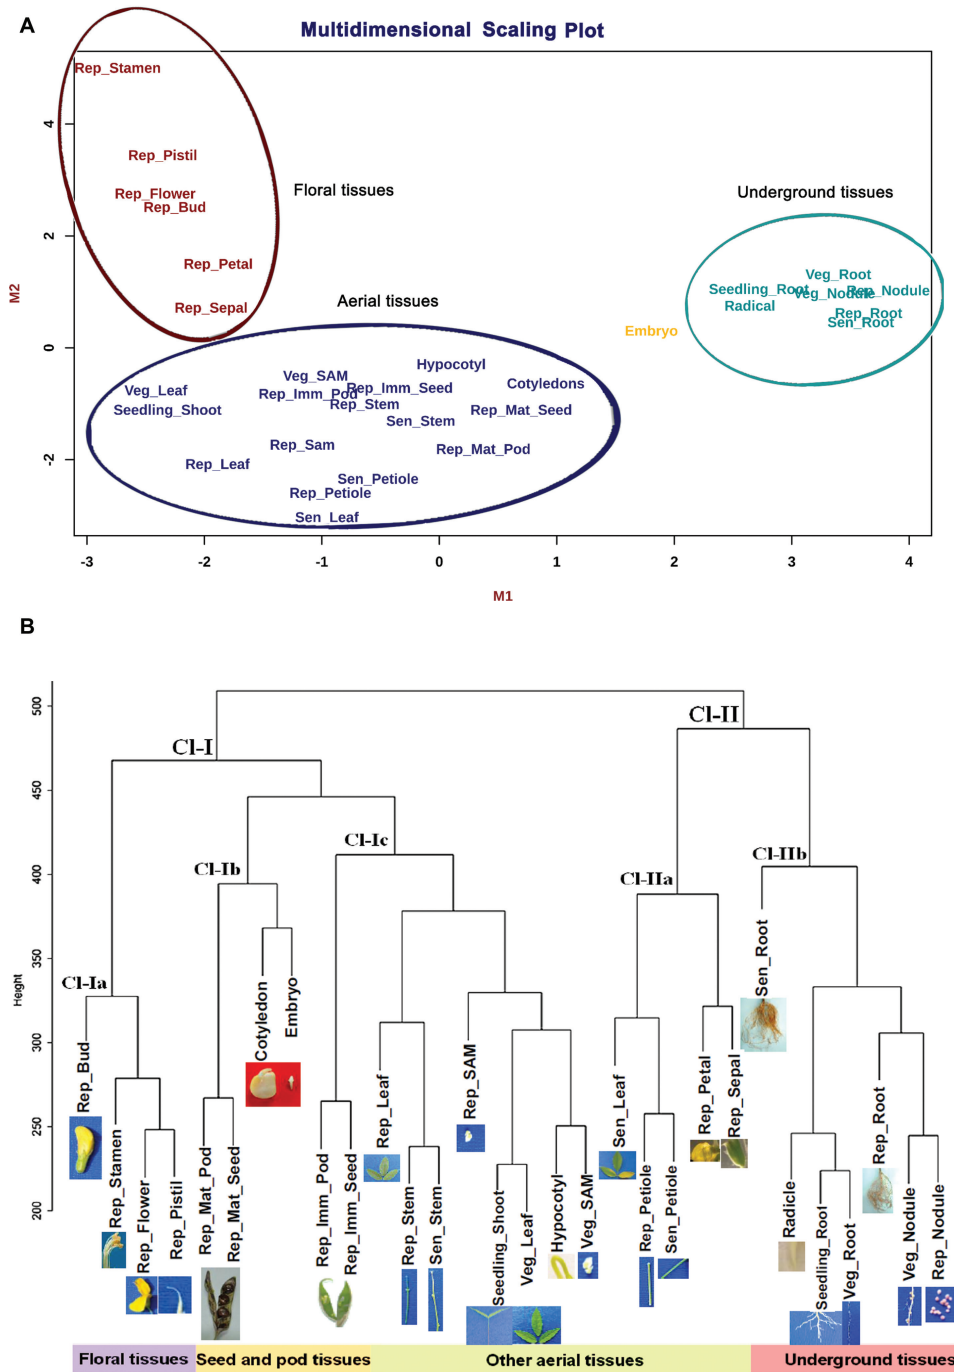 A
Multidimensional Scaling Plot
Rep_Stamen
Rep_Pistil
Rep_Flower
Rep_Bud
Rep_Petal
Rep_Sepal
Floral tissues
Underground tissues
Veg_Root
Seedling_Root
Rep_Nodule
Veg_Nodule
Radical
Rep_Root
Sen_Root
Embryo
Aerial tissues
Hypocotyl
Veg_SAM
Cotyledons
Veg_Leaf
Rep_Imm_Seed
Rep_Imm_Pod
Rep_Stem
Seedling_Shoot
Rep_Mat_Seed
Sen_Stem
Rep_Sam
Rep_Mat_Pod
Rep_Leaf
Sen_Petiole
Rep_Petiole
Sen_Leaf
M2
4
2
0
-2
-3
-2
-1
0
1
2
3
4
M1
B
Height
500
450
400
350
300
250
200
Cl-I
Cl-II
Cl-Ia
Cl-Ib
Cl-Ic
Cl-IIa
Cl-IIb
Rep_Bud
Rep_Stamen
Rep_Flower
Rep_Pistil
Rep_Mat_Pod
Rep_Mat_Seed
Cotyledon
Embryo
Rep_Imm_Pod
Rep_Imm_Seed
Rep_Leaf
Rep_Stem
Sen_Stem
Rep_SAM
Seedling_Shoot
Veg_Leaf
Hypocotyl
Veg_SAM
Sen_Leaf
Rep_Petiole
Sen_Petiole
Rep_Petal
Rep_Sepal
Sen_Root
Radicle
Seedling_Root
Veg_Root
Rep_Root
Veg_Nodule
Rep_Nodule
Floral tissues
Seed and pod tissues
Other aerial tissues
Underground tissues